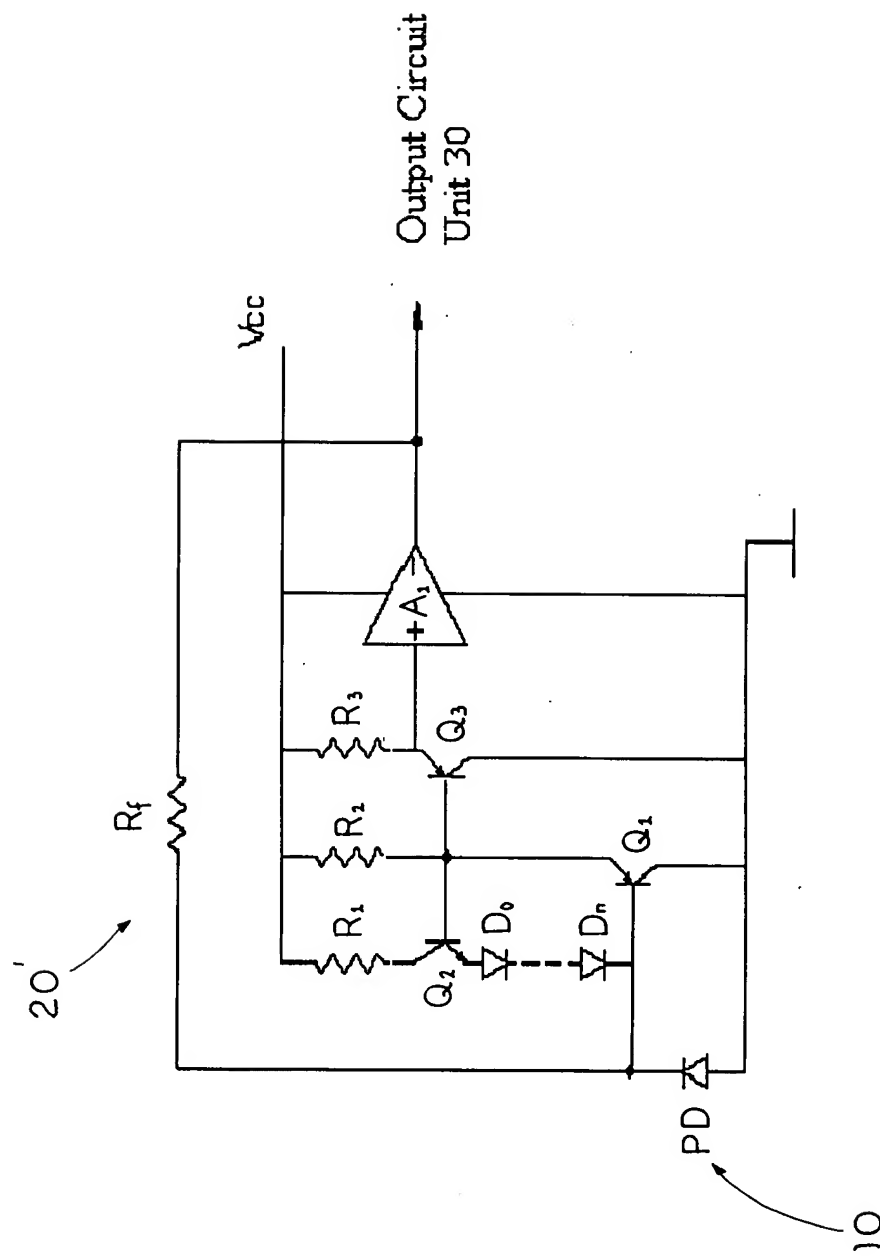 20'
Rf
Vcc
R1
R2
R3
Q2
D0
Dn
Q3
Q1
+ A1 −
Output Circuit
Unit 30
PD
10